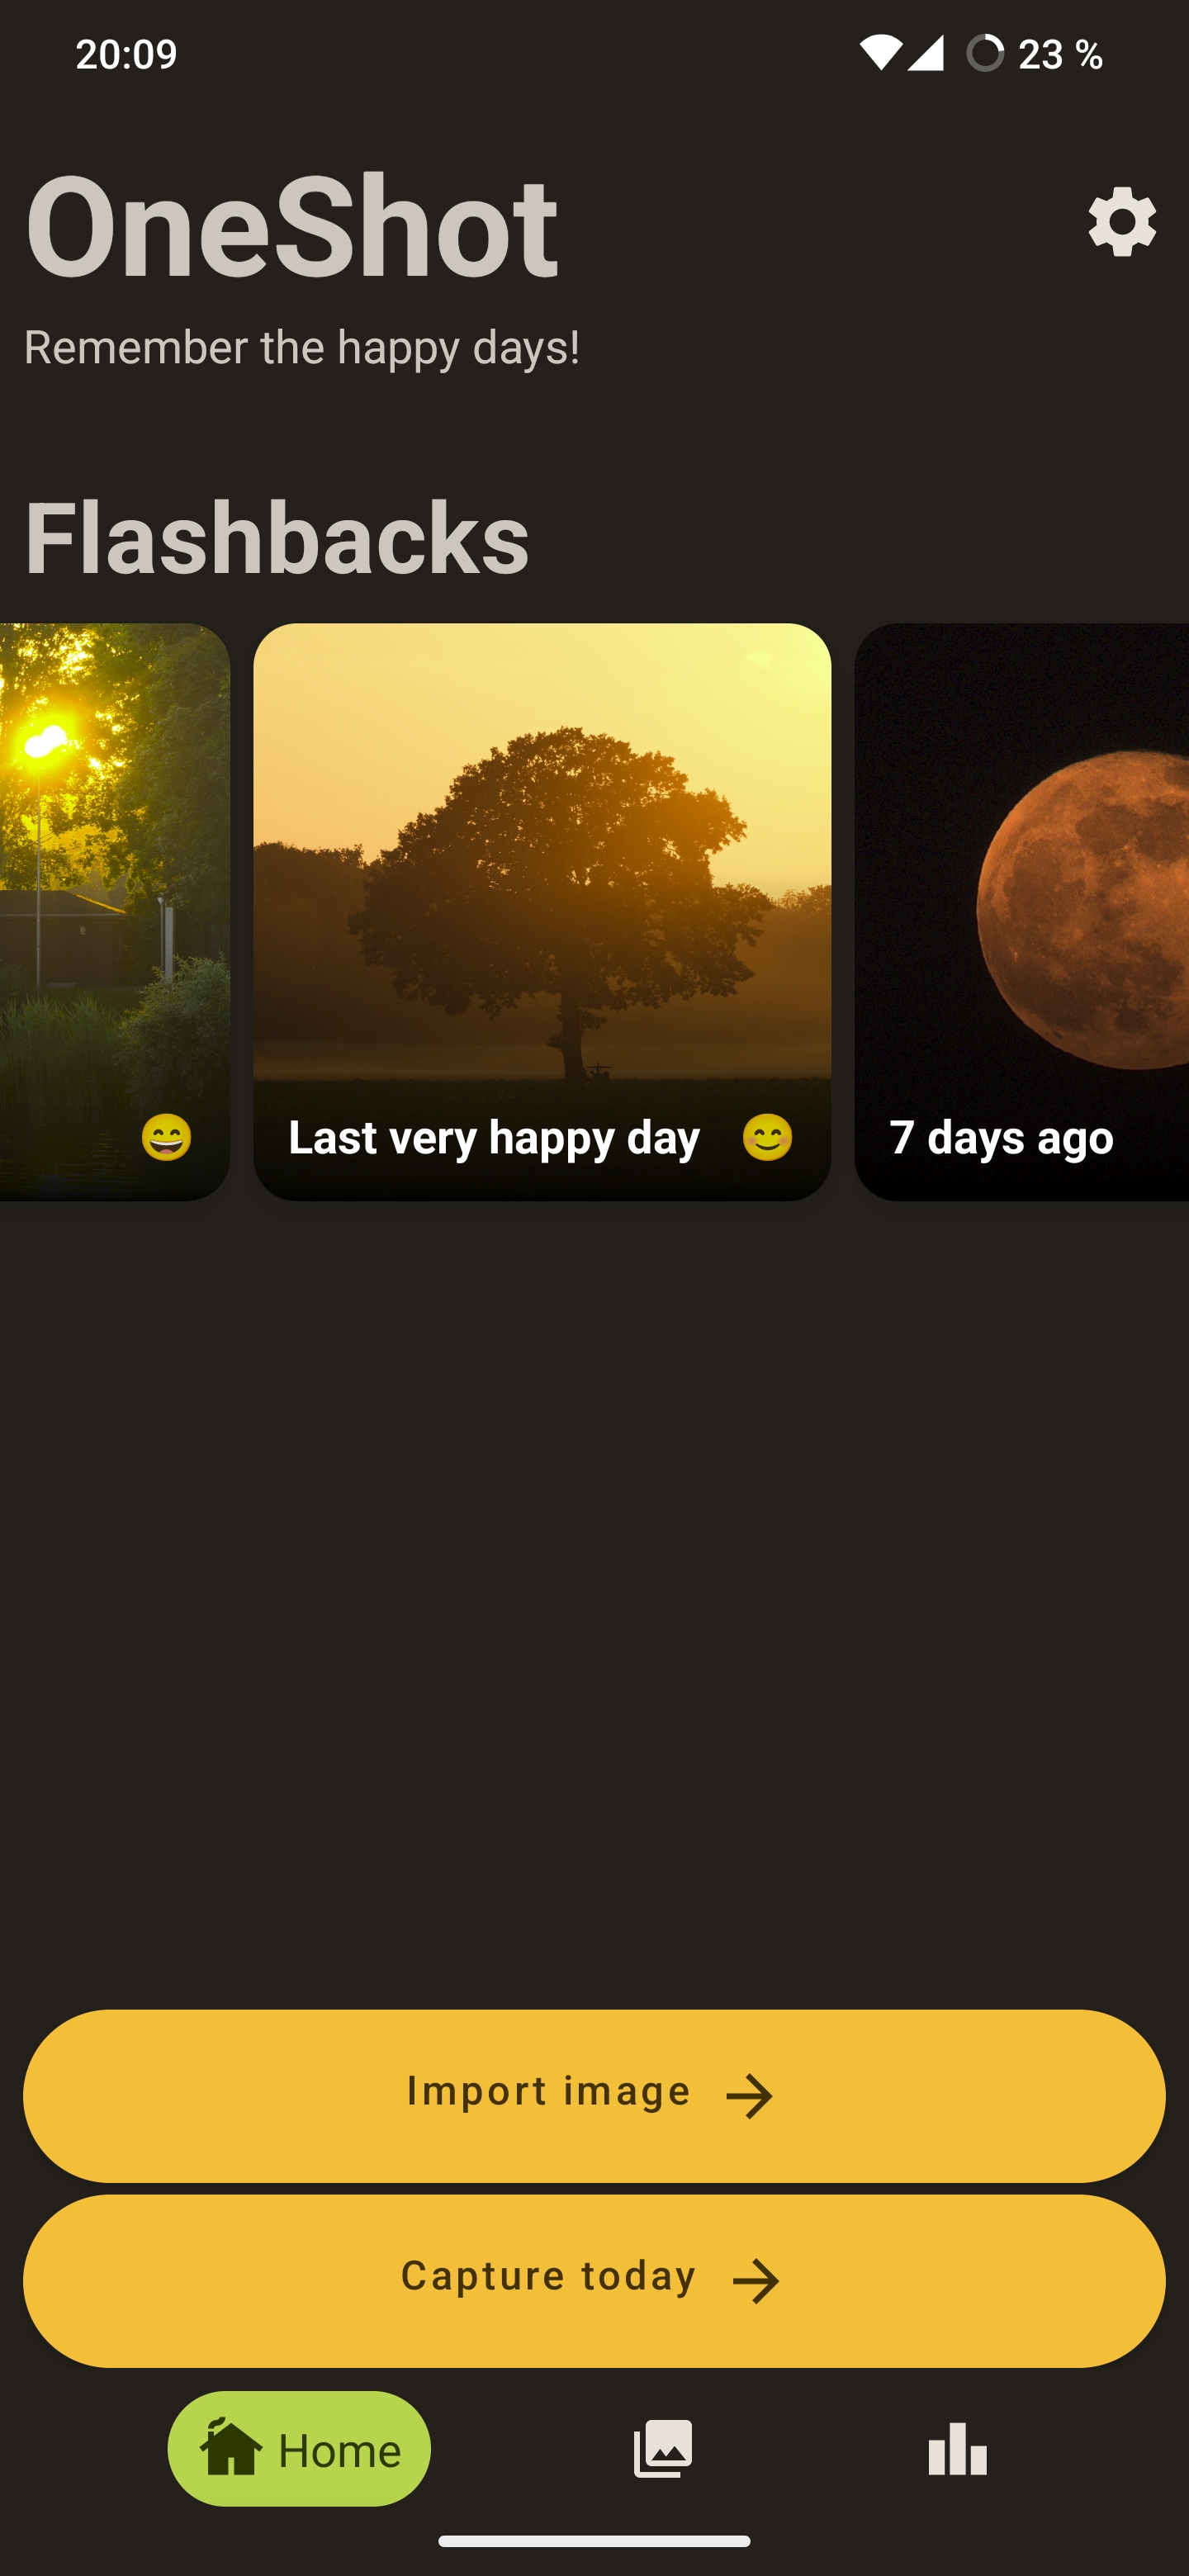 20:09
23 %
OneShot
Remember the happy days!
Flashbacks
Last very happy day
7 days ago
Import image
Capture today
Home